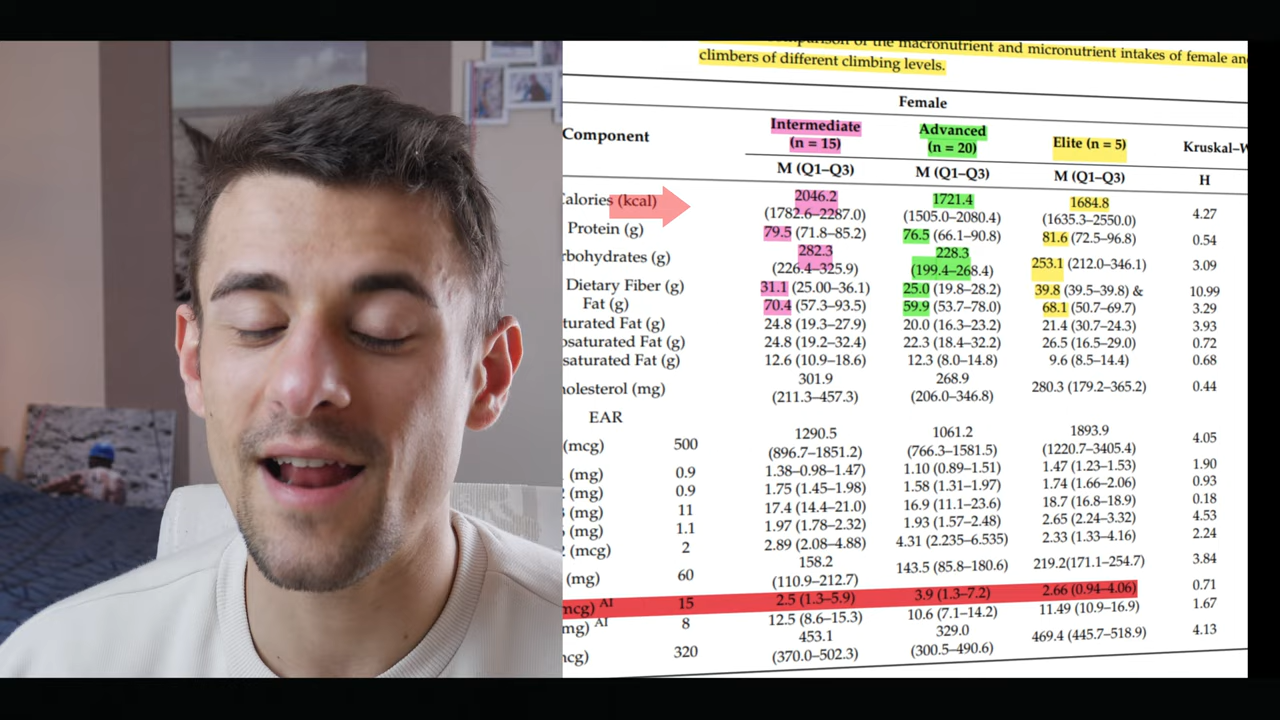 comparison of the macronutrient and micronutrient intakes of female and
climbers of different climbing levels.
Female
Component Intermediate (n = 15) Advanced (n = 20) Elite (n = 5) Kruskal–W
M (Q1–Q3) M (Q1–Q3) M (Q1–Q3) H
Calories (kcal) 2046.2 (1782.6–2287.0) 1721.4 (1505.0–2080.4) 1684.8 (1635.3–2550.0) 4.27
Protein (g) 79.5 (71.8–85.2) 76.5 (66.1–90.8) 81.6 (72.5–96.8) 0.54
rbohydrates (g) 282.3 (226.4–325.9) 228.3 (199.4–268.4) 253.1 (212.0–346.1) 3.09
Dietary Fiber (g) 31.1 (25.00–36.1) 25.0 (19.8–28.2) 39.8 (39.5–39.8) & 10.99
Fat (g) 70.4 (57.3–93.5) 59.9 (53.7–78.0) 68.1 (50.7–69.7) 3.29
turated Fat (g) 24.8 (19.3–27.9) 20.0 (16.3–23.2) 21.4 (30.7–24.3) 3.93
osaturated Fat (g) 24.8 (19.2–32.4) 22.3 (18.4–32.2) 26.5 (16.5–29.0) 0.72
saturated Fat (g) 12.6 (10.9–18.6) 12.3 (8.0–14.8) 9.6 (8.5–14.4) 0.68
holesterol (mg) 301.9 (211.3–457.3) 268.9 (206.0–346.8) 280.3 (179.2–365.2) 0.44
EAR
(mcg) 500 1290.5 (896.7–1851.2) 1061.2 (766.3–1581.5) 1893.9 (1220.7–3405.4) 4.05
(mg) 0.9 1.38–0.98–1.47) 1.10 (0.89–1.51) 1.47 (1.23–1.53) 1.90
(mg) 0.9 1.75 (1.45–1.98) 1.58 (1.31–1.97) 1.74 (1.66–2.06) 0.93
(mg) 11 17.4 (14.4–21.0) 16.9 (11.1–23.6) 18.7 (16.8–18.9) 0.18
(mg) 1.1 1.97 (1.78–2.32) 1.93 (1.57–2.48) 2.65 (2.24–3.32) 4.53
(mcg) 2 2.89 (2.08–4.88) 4.31 (2.235–6.535) 2.33 (1.33–4.16) 2.24
(mg) 60 158.2 (110.9–212.7) 143.5 (85.8–180.6) 219.2(171.1–254.7) 3.84
mcg) AI 15 2.5 (1.3–5.9) 3.9 (1.3–7.2) 2.66 (0.94–4.06) 0.71
mg) AI 8 12.5 (8.6–15.3) 10.6 (7.1–14.2) 11.49 (10.9–16.9) 1.67
mcg) 320 453.1 (370.0–502.3) 329.0 (300.5–490.6) 469.4 (445.7–518.9) 4.13